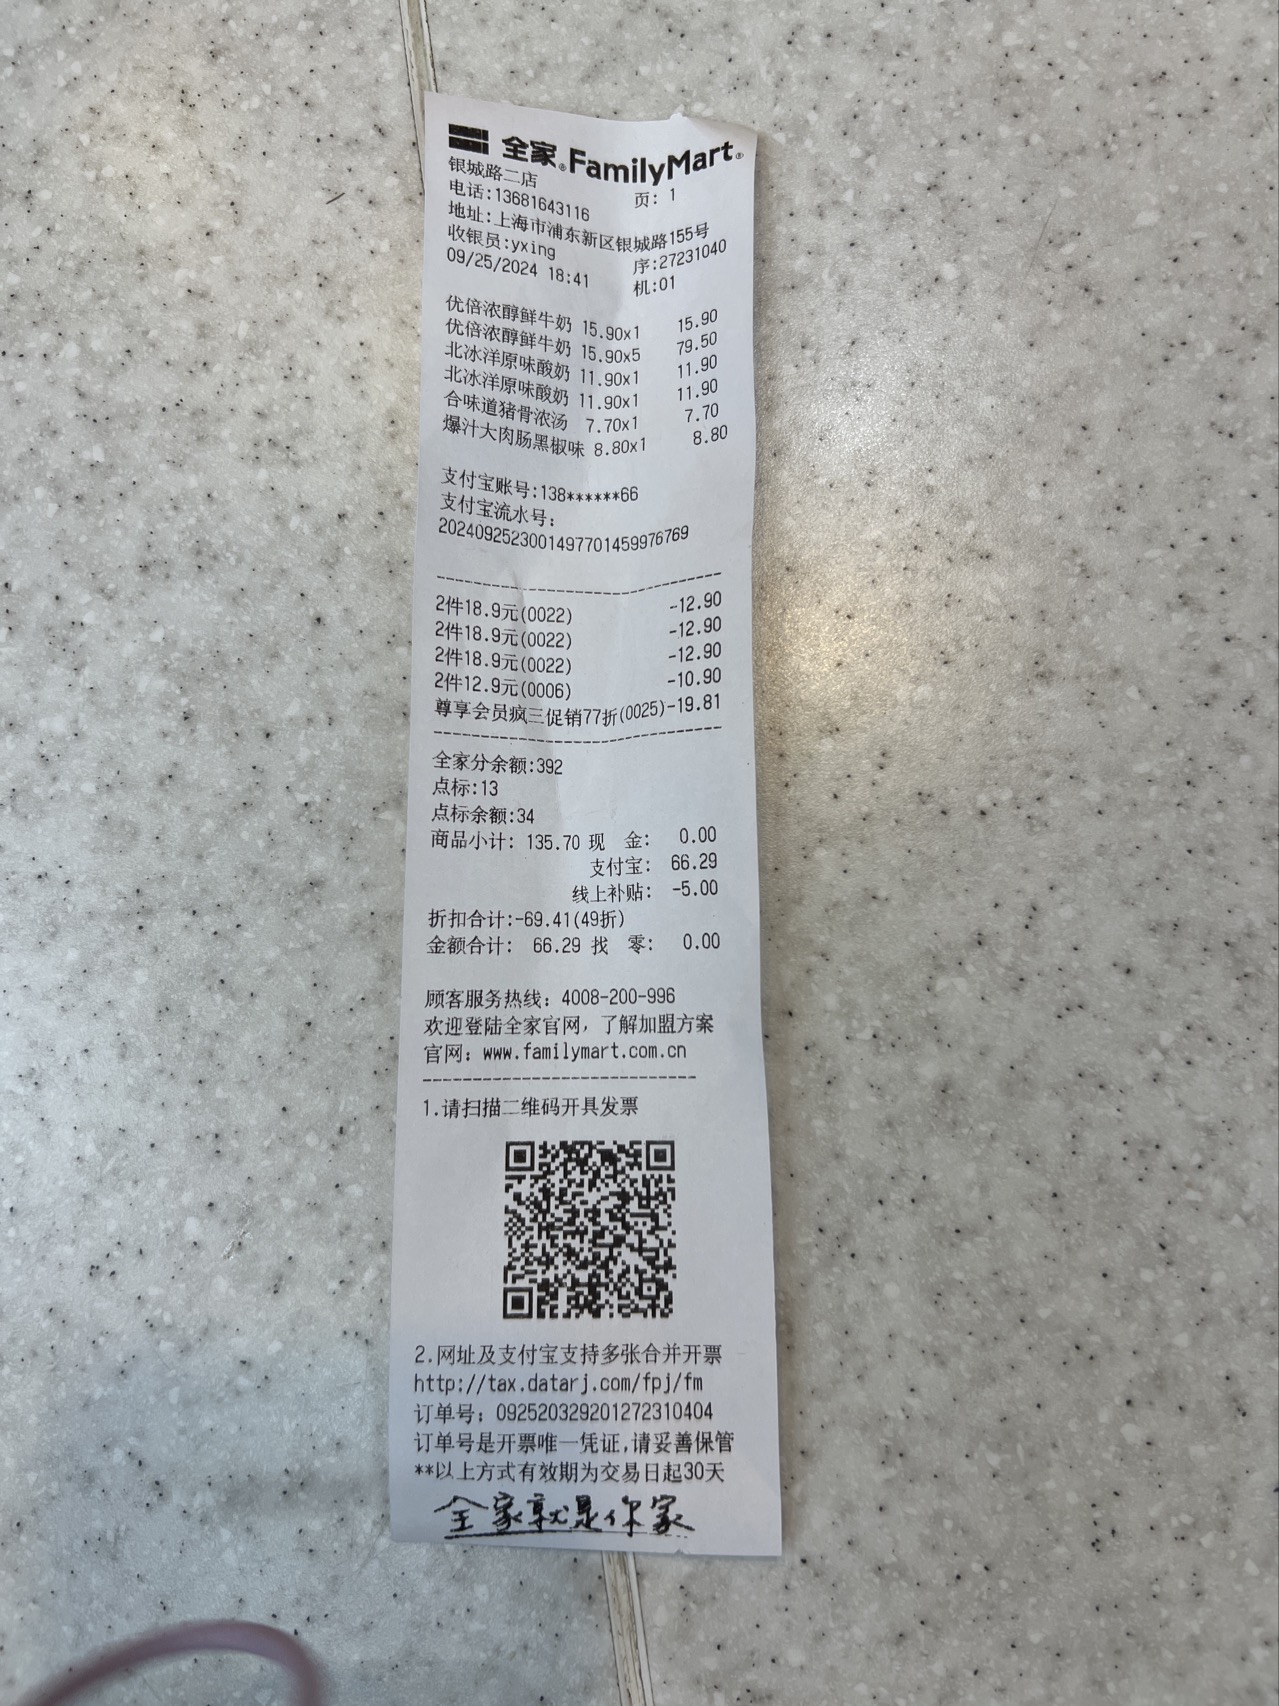 全家®FamilyMart®
银城路二店
电话:13681643116 页: 1
地址:上海市浦东新区银城路155号
收银员:yxing 序:27231040
09/25/2024 18:41 机:01
优倍浓醇鲜牛奶 15.90x1 15.90
优倍浓醇鲜牛奶 15.90x5 79.50
北冰洋原味酸奶 11.90x1 11.90
北冰洋原味酸奶 11.90x1 11.90
合味道猪骨浓汤 7.70x1 7.70
爆汁大肉肠黑椒味 8.80x1 8.80
支付宝账号:138******66
支付宝流水号:
2024092523001497701459976769
2件18.9元(0022) -12.90
2件18.9元(0022) -12.90
2件18.9元(0022) -12.90
2件12.9元(0006) -10.90
尊享会员疯三促销77折(0025)-19.81
全家分余额:392
点标:13
点标余额:34
商品小计: 135.70 现 金: 0.00
支付宝: 66.29
线上补贴: -5.00
折扣合计:-69.41(49折)
金额合计: 66.29 找 零: 0.00
顾客服务热线: 4008-200-996
欢迎登陆全家官网,了解加盟方案
官网: www.familymart.com.cn
1.请扫描二维码开具发票
2.网址及支付宝支持多张合并开票
http://tax.datarj.com/fpj/fm
订单号: 092520329201272310404
订单号是开票唯一凭证,请妥善保管
**以上方式有效期为交易日起30天
全家就是你家